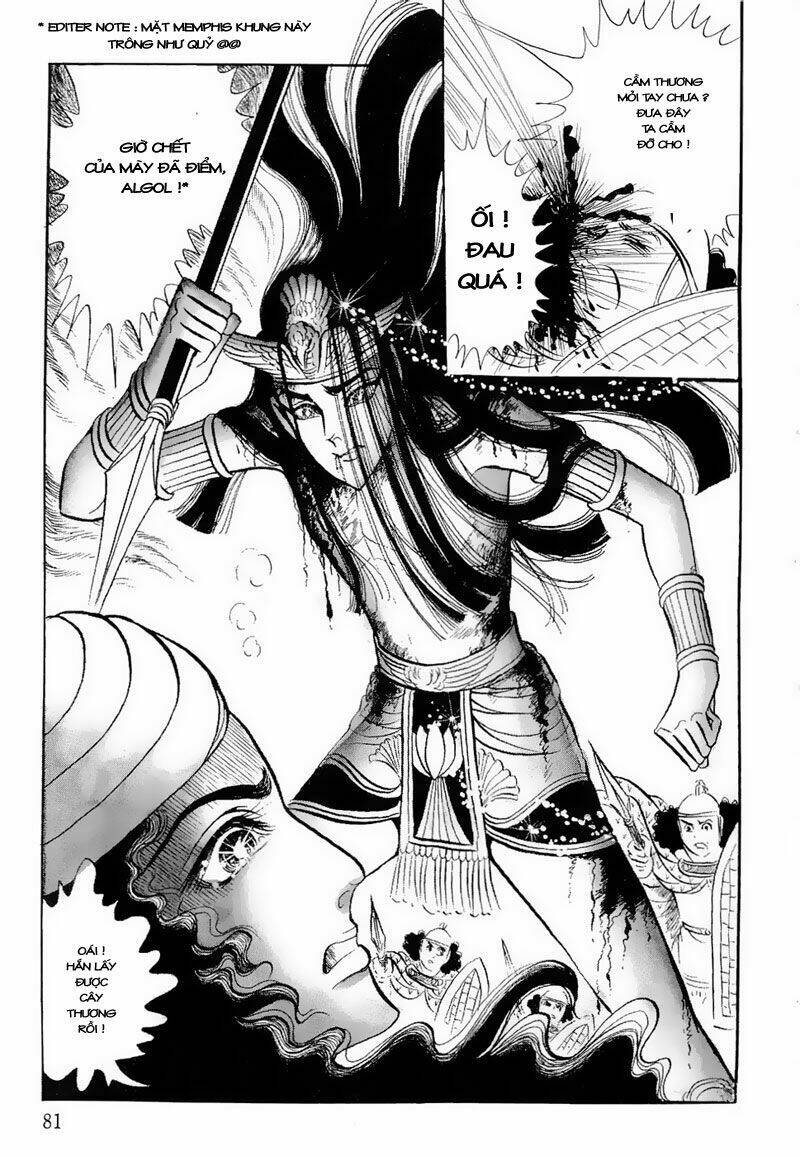 * EDITER NOTE : MẶT MEMPHIS KHUNG NÀY
TRÔNG NHƯ QUỶ @@
CẦM THƯƠNG
MỎI TAY CHƯA ?
ĐƯA ĐÂY
TA CẦM
ĐỠ CHO !
ỐI !
ĐAU
QUÁ !
GIỜ CHẾT
CỦA MÀY ĐÃ ĐIỂM,
ALGOL !*
OÁI !
HẮN LẤY
ĐƯỢC
CÂY
THƯƠNG
RỒI !
81